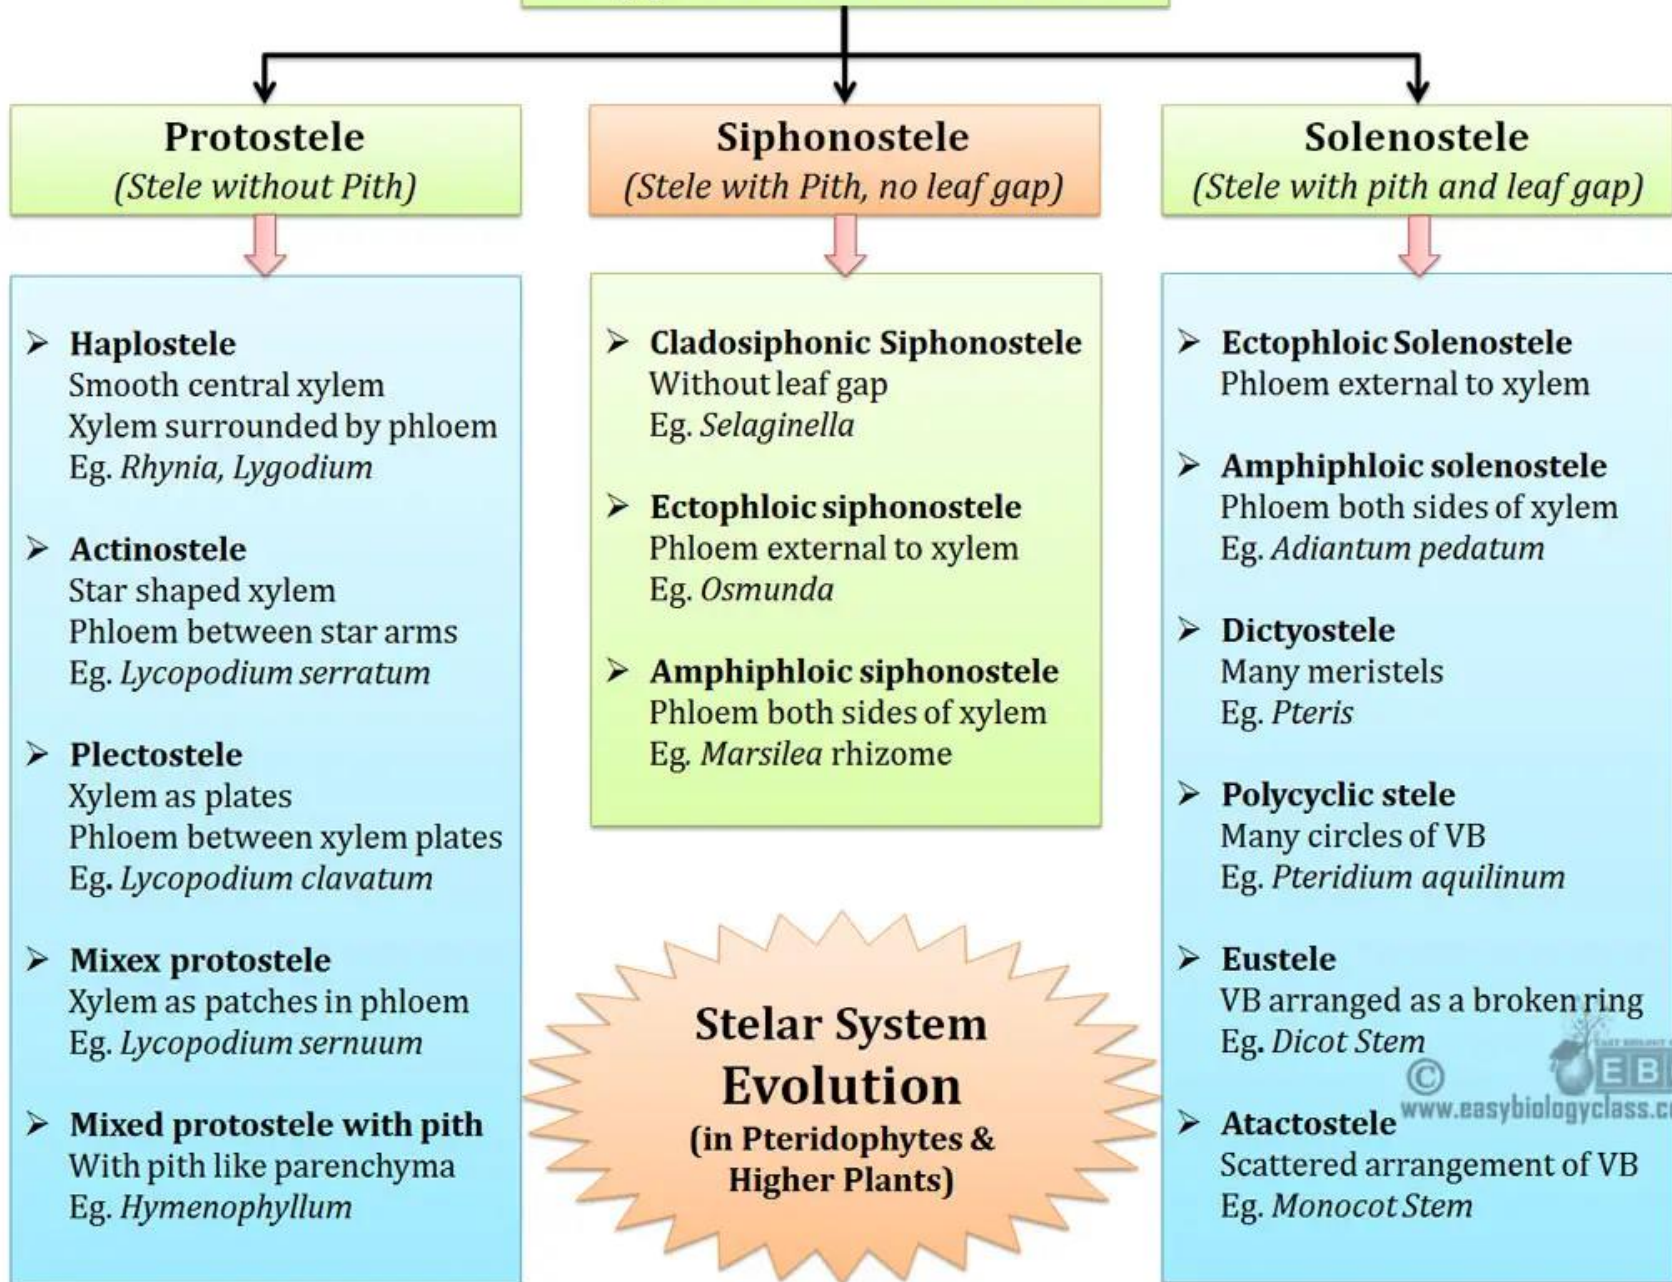 Protostele
(Stele without Pith)
Siphonostele
(Stele with Pith, no leaf gap)
Solenostele
(Stele with pith and leaf gap)
➢ Haplostele
Smooth central xylem
Xylem surrounded by phloem
Eg. Rhynia, Lygodium
➢ Actinostele
Star shaped xylem
Phloem between star arms
Eg. Lycopodium serratum
➢ Plectostele
Xylem as plates
Phloem between xylem plates
Eg. Lycopodium clavatum
➢ Mixex protostele
Xylem as patches in phloem
Eg. Lycopodium sernuum
➢ Mixed protostele with pith
With pith like parenchyma
Eg. Hymenophyllum
➢ Cladosiphonic Siphonostele
Without leaf gap
Eg. Selaginella
➢ Ectophloic siphonostele
Phloem external to xylem
Eg. Osmunda
➢ Amphiphloic siphonostele
Phloem both sides of xylem
Eg. Marsilea rhizome
Stelar System
Evolution
(in Pteridophytes &
Higher Plants)
➢ Ectophloic Solenostele
Phloem external to xylem
➢ Amphiphloic solenostele
Phloem both sides of xylem
Eg. Adiantum pedatum
➢ Dictyostele
Many meristels
Eg. Pteris
➢ Polycyclic stele
Many circles of VB
Eg. Pteridium aquilinum
➢ Eustele
VB arranged as a broken ring
Eg. Dicot Stem
➢ Atactostele
Scattered arrangement of VB
Eg. Monocot Stem
©
EB
www.easybiologyclass.co